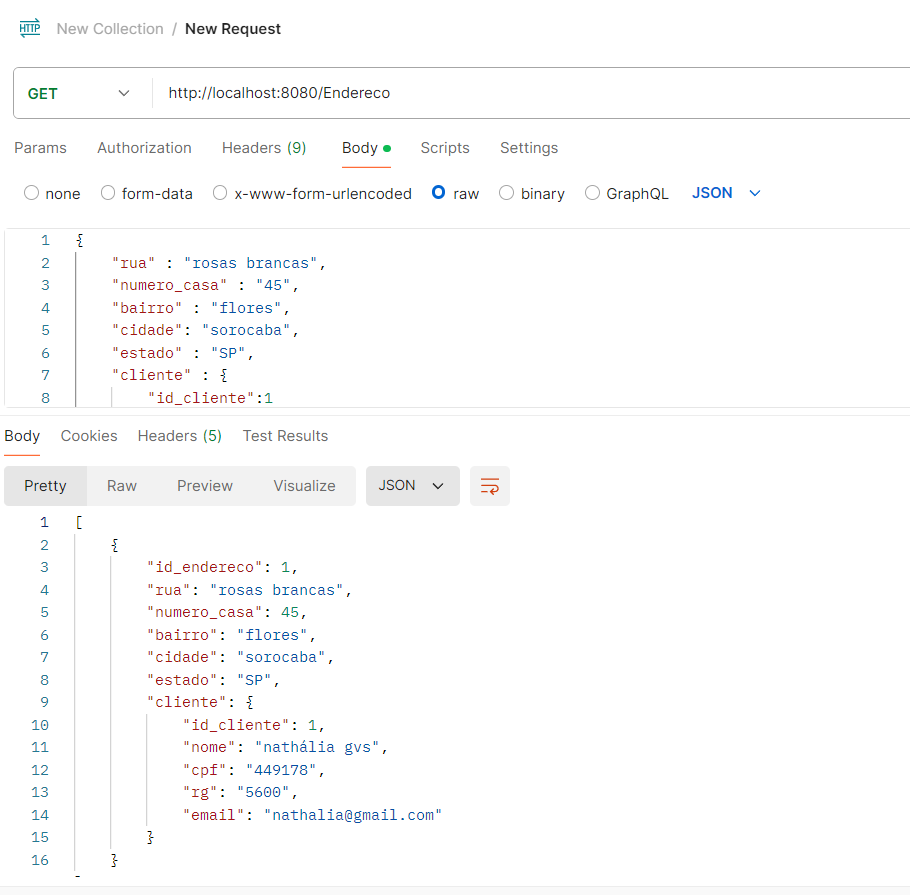 HTTP New Collection / New Request
GET http://localhost:8080/Endereco
Params Authorization Headers (9) Body Scripts Settings
none form-data x-www-form-urlencoded raw binary GraphQL JSON
1 {
2 "rua" : "rosas brancas",
3 "numero_casa" : "45",
4 "bairro" : "flores",
5 "cidade": "sorocaba",
6 "estado" : "SP",
7 "cliente" : {
8 "id_cliente":1
Body Cookies Headers (5) Test Results
Pretty Raw Preview Visualize JSON
1 [
2 {
3 "id_endereco": 1,
4 "rua": "rosas brancas",
5 "numero_casa": 45,
6 "bairro": "flores",
7 "cidade": "sorocaba",
8 "estado": "SP",
9 "cliente": {
10 "id_cliente": 1,
11 "nome": "nathália gvs",
12 "cpf": "449178",
13 "rg": "5600",
14 "email": "nathalia@gmail.com"
15 }
16 }